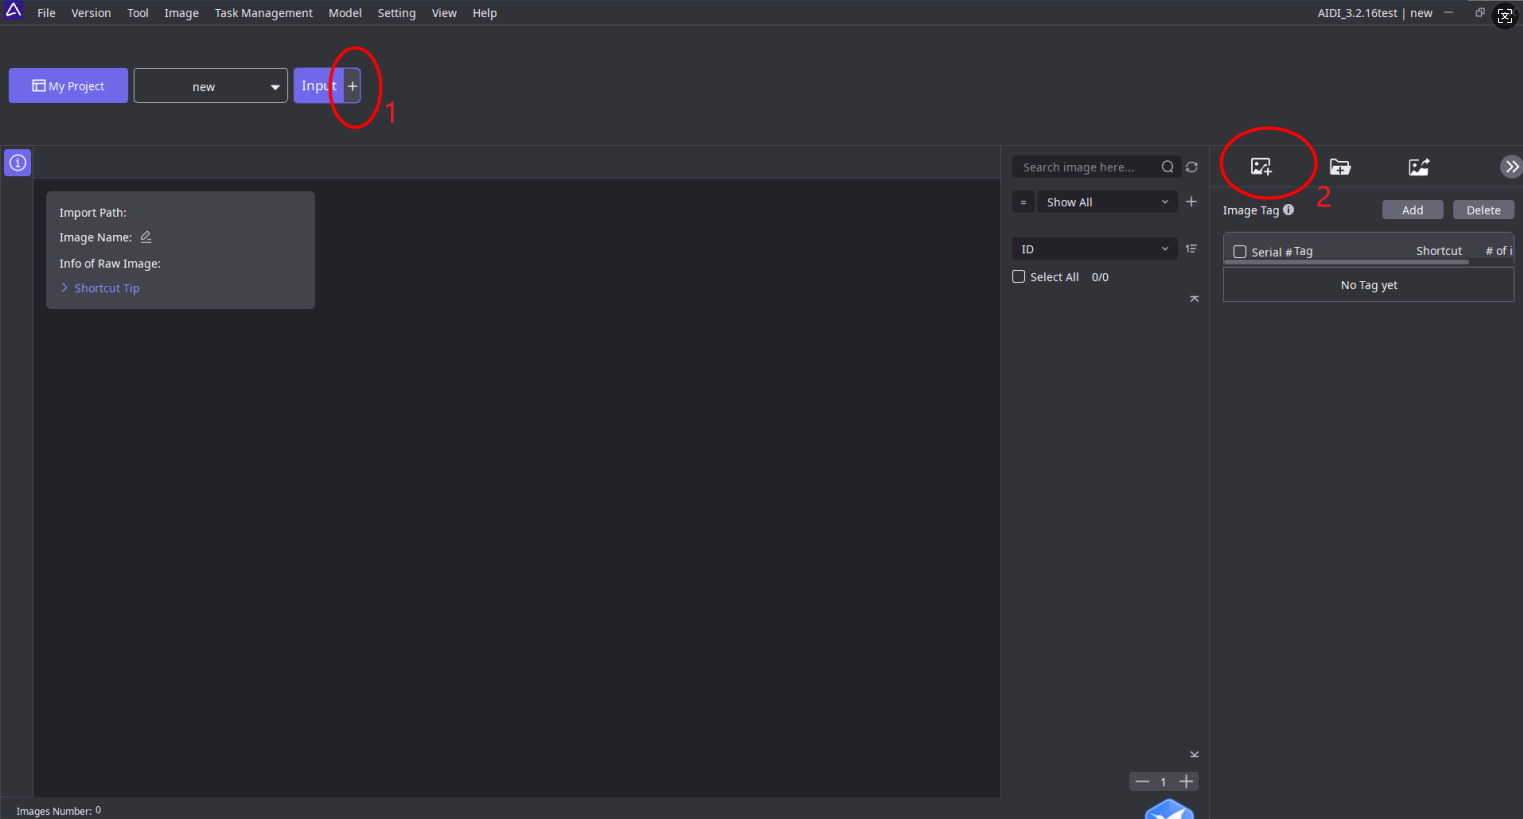 File Version Tool Image Task Management Model Setting View Help AIDI_3.2.16test | new
My Project new Input +
1
Search image here...
= Show All
2
Image Tag Add Delete
Import Path:
Image Name:
Info of Raw Image:
Shortcut Tip
ID
Select All 0/0
Serial # Tag Shortcut # of i
No Tag yet
1
Images Number: 0